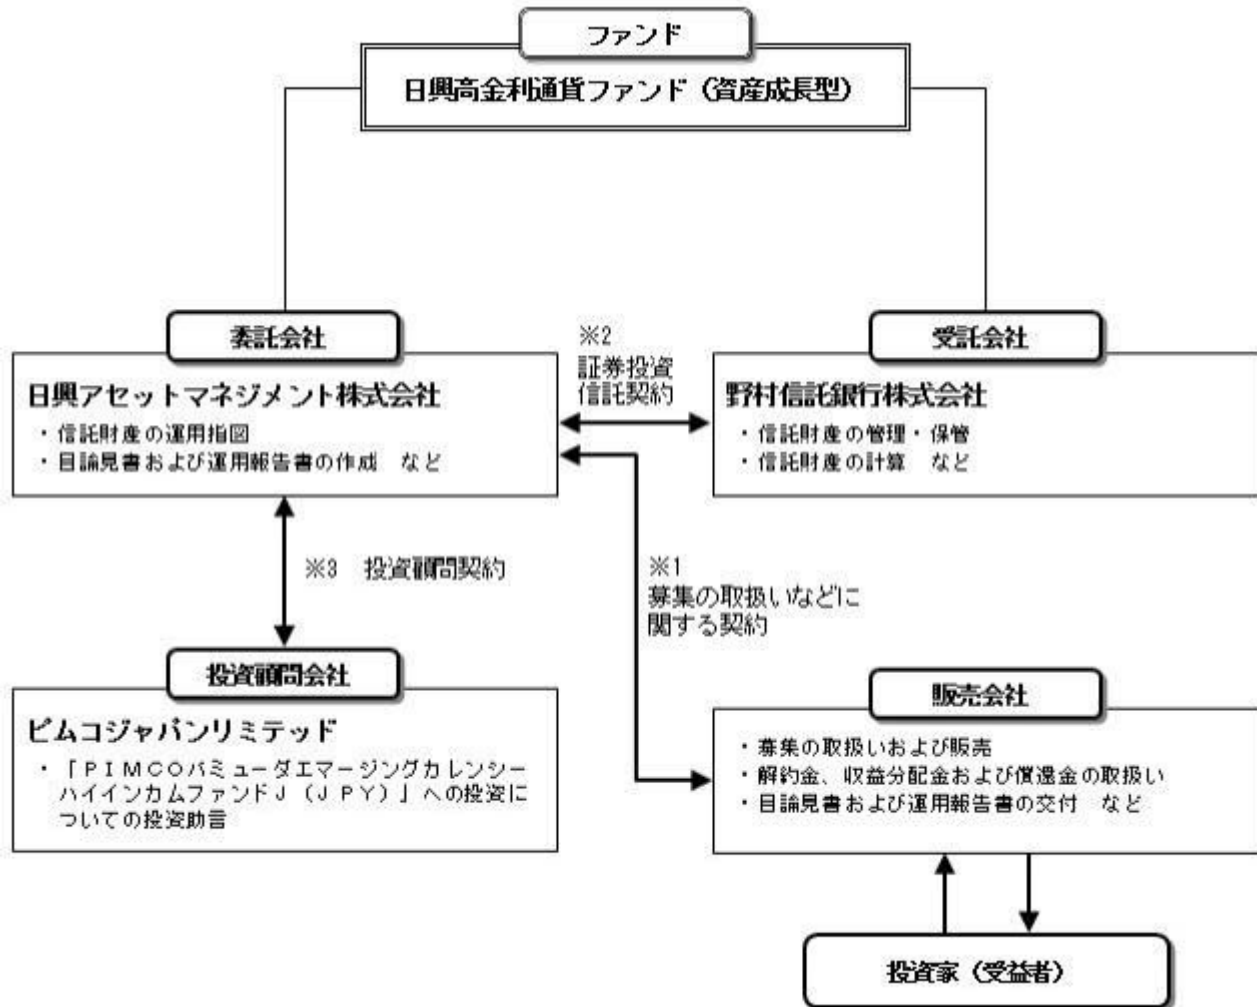 ファンド
日興高金利通貨ファンド（資産成長型）
委託会社
日興アセットマネジメント株式会社
・信託財産の運用指図
・目論見書および運用報告書の作成　など
※2
証券投資
信託契約
受託会社
野村信託銀行株式会社
・信託財産の管理・保管
・信託財産の計算　など
※3　投資顧問契約
※1
募集の取扱いなどに
関する契約
投資顧問会社
ピムコジャパンリミテッド
・「ＰＩＭＣＯバミューダエマージングカレンシー
ハイインカムファンドＪ（ＪＰＹ）」への投資に
ついての投資助言
販売会社
・募集の取扱いおよび販売
・解約金、収益分配金および償還金の取扱い
・目論見書および運用報告書の交付　など
投資家（受益者）